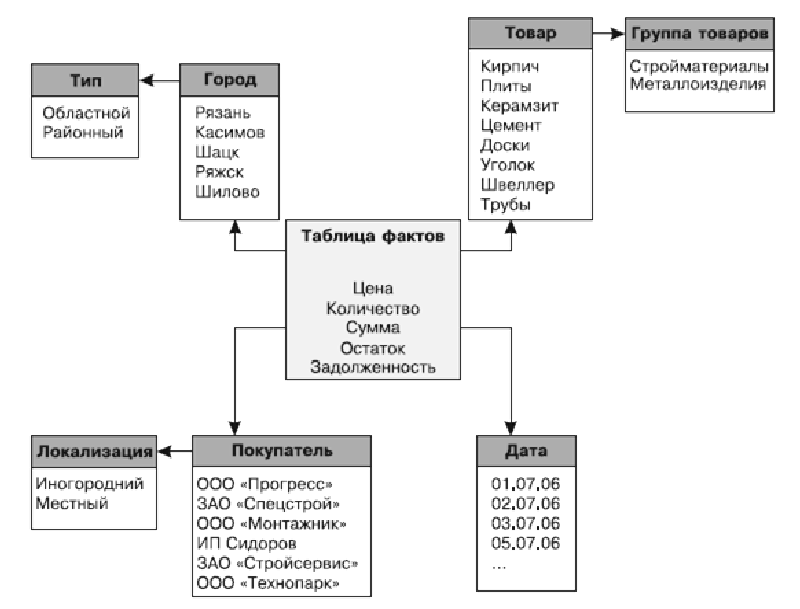 Товар
Кирпич
Плиты
Керамзит
Цемент
Доски
Уголок
Швеллер
Трубы
Группа товаров
Стройматериалы
Металлоизделия
Тип
Областной
Районный
Город
Рязань
Касимов
Шацк
Ряжск
Шилово
Таблица фактов
Цена
Количество
Сумма
Остаток
Задолженность
Локализация
Иногородний
Местный
Покупатель
ООО «Прогресс»
ЗАО «Спецстрой»
ООО «Монтажник»
ИП Сидоров
ЗАО «Стройсервис»
ООО «Технопарк»
Дата
01.07.06
02.07.06
03.07.06
05.07.06
...